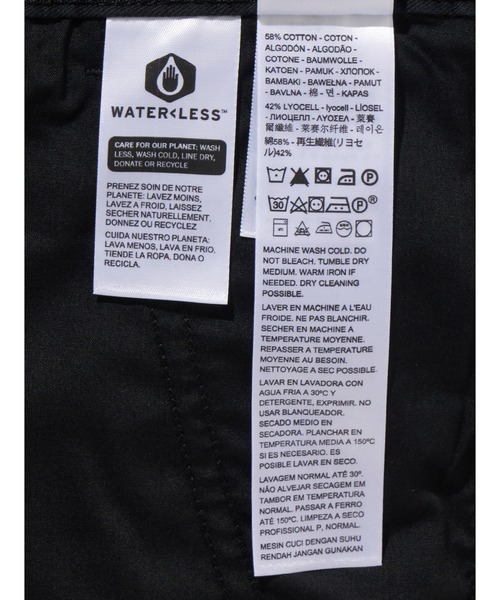 WATER<LESS™
CARE FOR OUR PLANET: WASH
LESS, WASH COLD, LINE DRY,
DONATE OR RECYCLE
PRENEZ SOIN DE NOTRE
PLANETE: LAVEZ MOINS,
LAVEZ A FROID, LAISSEZ
SECHER NATURELLEMENT,
DONNEZ OU RECYCLEZ
CUIDA NUESTRO PLANETA:
LAVA MENOS, LAVA EN FRIO,
TIENDE LA ROPA, DONA O
RECICLA.
58% COTTON - COTON -
ALGODÓN - ALGODÃO -
COTONE - BAUMWOLLE -
KATOEN - PAMUK - ХЛОПОК -
BAMBAKI - BAWEŁNA - PAMUT
- BAVLNA - 棉 - 면 - KAPAS
42% LYOCELL - lyocell - LİOSEL
- ЛИОЦЕЛЛ - ΛΥΟΣΕΛ - 萊賽
爾纖維 - 莱赛尔纤维 - 레이온
綿58% - 再生繊維(リヨセ
ル)42%
30
P
P
MACHINE WASH COLD. DO
NOT BLEACH. TUMBLE DRY
MEDIUM. WARM IRON IF
NEEDED. DRY CLEANING
POSSIBLE.
LAVER EN MACHINE A L'EAU
FROIDE. NE PAS BLANCHIR.
SECHER EN MACHINE A
TEMPERATURE MOYENNE.
REPASSER A TEMPERATURE
MOYENNE AU BESOIN.
NETTOYAGE A SEC POSSIBLE.
LAVAR EN LAVADORA CON
AGUA FRIA A 30ºC Y
DETERGENTE, EXPRIMIR. NO
USAR BLANQUEADOR.
SECADO MEDIO EN
SECADORA. PLANCHAR EN
TEMPERATURA MEDIA A 150ºC
SI ES NECESARIO. ES
POSIBLE LAVAR EN SECO.
LAVAGEM NORMAL ATÉ 30º.
NÃO ALVEJAR SECAGEM EM
TAMBOR EM TEMPERATURA
NORMAL. PASSAR A FERRO
ATÉ 150ºC. LIMPEZA A SECO
PROFISSIONAL P, NORMAL.
MESIN CUCI DENGAN SUHU
RENDAH JANGAN GUNAKAN